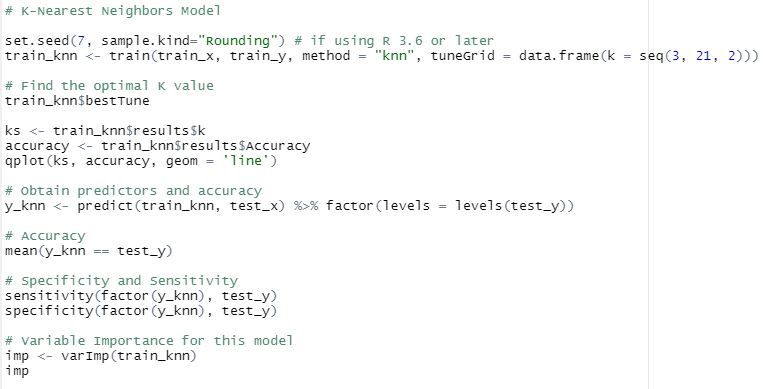 # K-Nearest Neighbors Model
set.seed(7, sample.kind="Rounding") # if using R 3.6 or later
train_knn <- train(train_x, train_y, method = "knn", tuneGrid = data.frame(k = seq(3, 21, 2)))
# Find the optimal K value
train_knn$bestTune
ks <- train_knn$results$k
accuracy <- train_knn$results$Accuracy
qplot(ks, accuracy, geom = 'line')
# Obtain predictors and accuracy
y_knn <- predict(train_knn, test_x) %>% factor(levels = levels(test_y))
# Accuracy
mean(y_knn == test_y)
# Specificity and Sensitivity
sensitivity(factor(y_knn), test_y)
specificity(factor(y_knn), test_y)
# Variable Importance for this model
imp <- varImp(train_knn)
imp